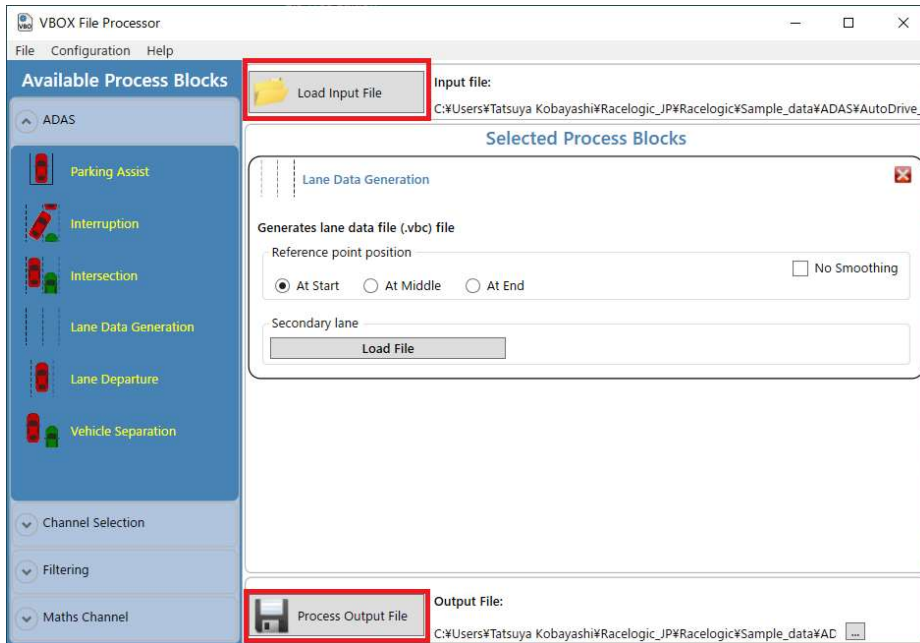 VBOX File Processor
File Configuration Help
Available Process Blocks
ADAS
Parking Assist
Interruption
Intersection
Lane Data Generation
Lane Departure
Vehicle Separation
Channel Selection
Filtering
Maths Channel
Load Input File
Input file:
C:¥Users¥Tatsuya Kobayashi¥Racelogic_JP¥Racelogic¥Sample_data¥ADAS¥AutoDrive_
Selected Process Blocks
Lane Data Generation
Generates lane data file (.vbc) file
Reference point position
No Smoothing
At Start At Middle At End
Secondary lane
Load File
Process Output File
Output File:
C:¥Users¥Tatsuya Kobayashi¥Racelogic_JP¥Racelogic¥Sample_data¥AD ...